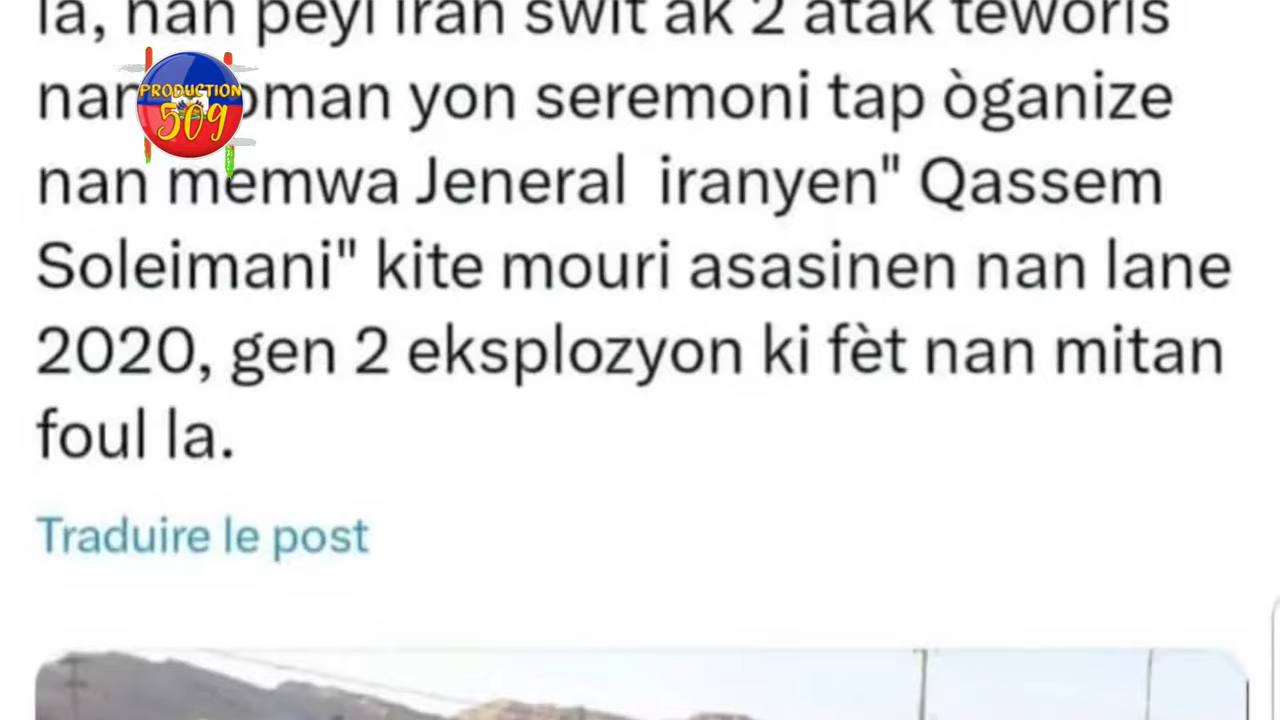 la, nan peyi Iran swit ak 2 atak teworis
yon seremoni tap òganize
nan memwa Jeneral iranyen" Qassem
Soleimani" kite mouri asasinen nan lane
2020, gen 2 eksplozyon ki fèt nan mitan
foul la.
Traduire le post
PRODUCTION
509